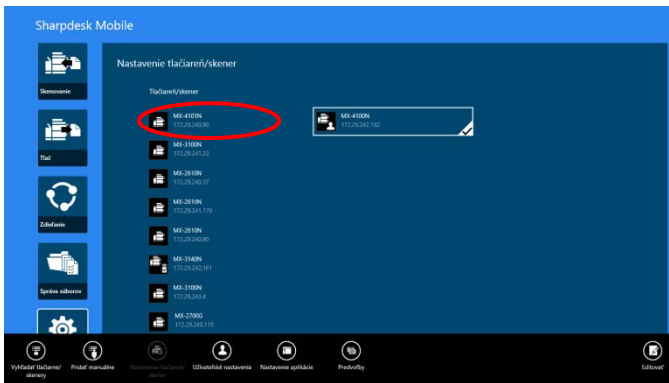 Sharpdesk Mobile
Nastavenie tlačiareň/skener
Skenovanie
Tlačiareň/skener
MX-4101N
172.29.240.90
MX-4100N
172.29.242.192
MX-3100N
172.29.241.22
Tlač
MX-2610N
172.29.240.37
MX-2610N
172.29.241.170
Zdieľanie
MX-2610N
172.29.240.80
MX-3140N
172.29.242.161
Správa súborov
MX-3100N
172.29.243.4
MX-2700G
172.29.240.115
Vyhľadať tlačiarne/
skenery
Pridať manuálne
Nastavenie tlačiareň/
skener
Užívateľské nastavenia
Nastavenie aplikácie
Predvoľby
Editovať